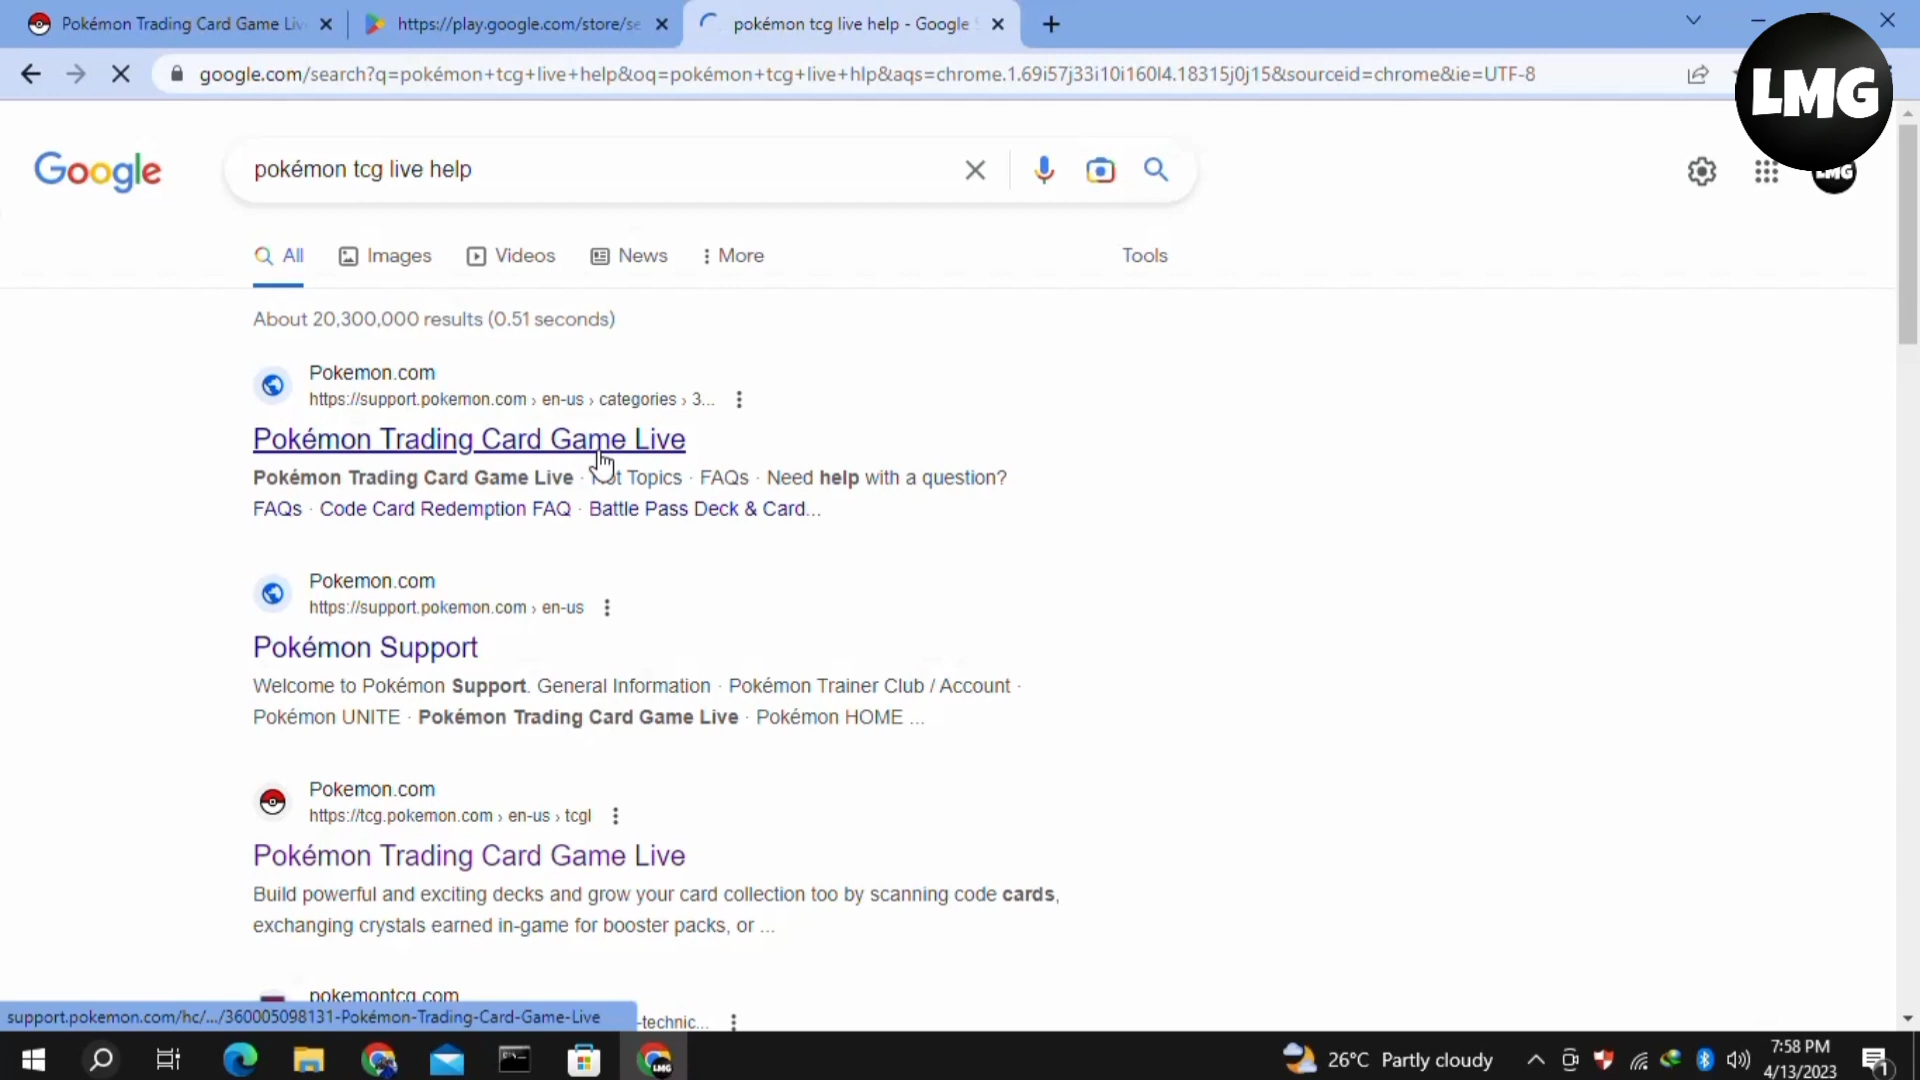 Pokémon Trading Card Game Liv
https://play.google.com/store/se
pokémon tcg live help - Google S
google.com/search?q=pokémon+tcg+live+help&oq=pokémon+tcg+live+hlp&aqs=chrome.1.69i57j33i10i160l4.18315j0j15&sourceid=chrome&ie=UTF-8
LMG
Google
pokémon tcg live help
LMG
All
Images
Videos
News
More
Tools
About 20,300,000 results (0.51 seconds)
Pokemon.com
https://support.pokemon.com › en-us › categories › 3...
Pokémon Trading Card Game Live
Pokémon Trading Card Game Live · Hot Topics · FAQs · Need help with a question?
FAQs · Code Card Redemption FAQ · Battle Pass Deck & Card...
Pokemon.com
https://support.pokemon.com › en-us
Pokémon Support
Welcome to Pokémon Support. General Information · Pokémon Trainer Club / Account ·
Pokémon UNITE · Pokémon Trading Card Game Live · Pokémon HOME ...
Pokemon.com
https://tcg.pokemon.com › en-us › tcgl
Pokémon Trading Card Game Live
Build powerful and exciting decks and grow your card collection too by scanning code cards,
exchanging crystals earned in-game for booster packs, or ...
pokemontcg.com
support.pokemon.com/hc/.../360005098131-Pokémon-Trading-Card-Game-Live
-technic...
LMG
26°C Partly cloudy
7:58 PM
4/13/2023
1